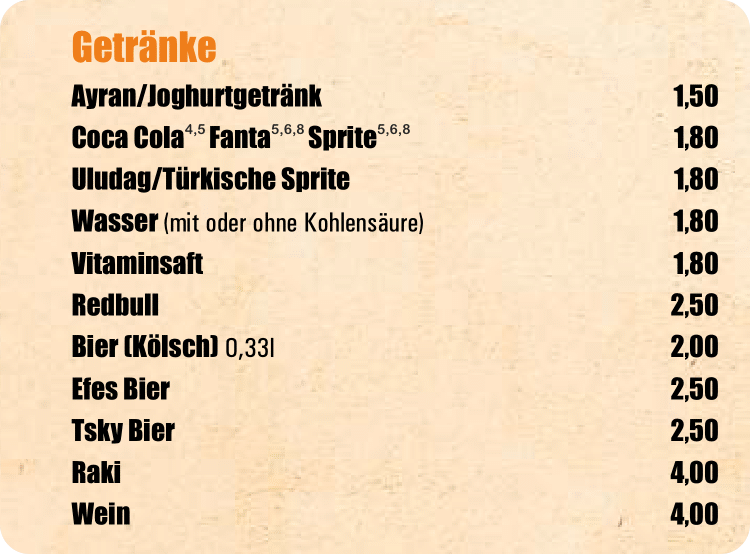 Getränke
Ayran/Joghurtgetränk 1,50
Coca Cola4,5 Fanta5,6,8 Sprite5,6,8 1,80
Uludag/Türkische Sprite 1,80
Wasser (mit oder ohne Kohlensäure) 1,80
Vitaminsaft 1,80
Redbull 2,50
Bier (Kölsch) 0,33l 2,00
Efes Bier 2,50
Tsky Bier 2,50
Raki 4,00
Wein 4,00